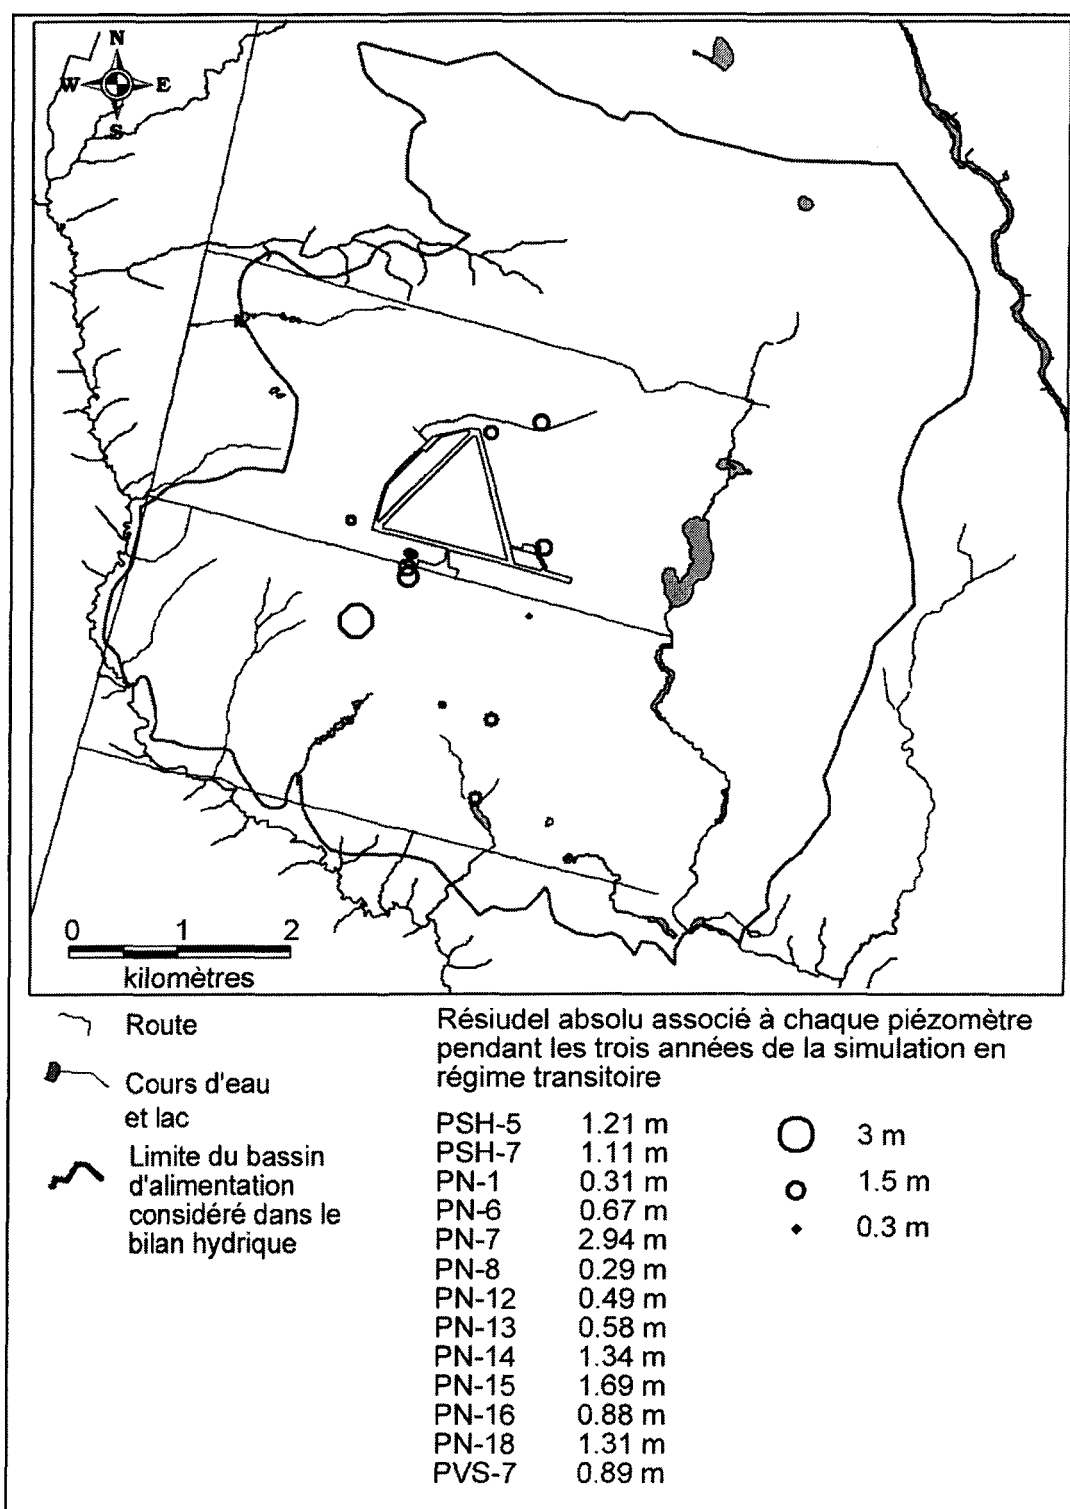 N
W E
S
0 1 2
kilomètres
Route
Cours d'eau
et lac
Limite du bassin
d'alimentation
considéré dans le
bilan hydrique
Résiudel absolu associé à chaque piézomètre
pendant les trois années de la simulation en
régime transitoire
PSH-5 1.21 m
PSH-7 1.11 m
PN-1 0.31 m
PN-6 0.67 m
PN-7 2.94 m
PN-8 0.29 m
PN-12 0.49 m
PN-13 0.58 m
PN-14 1.34 m
PN-15 1.69 m
PN-16 0.88 m
PN-18 1.31 m
PVS-7 0.89 m
3 m
1.5 m
0.3 m